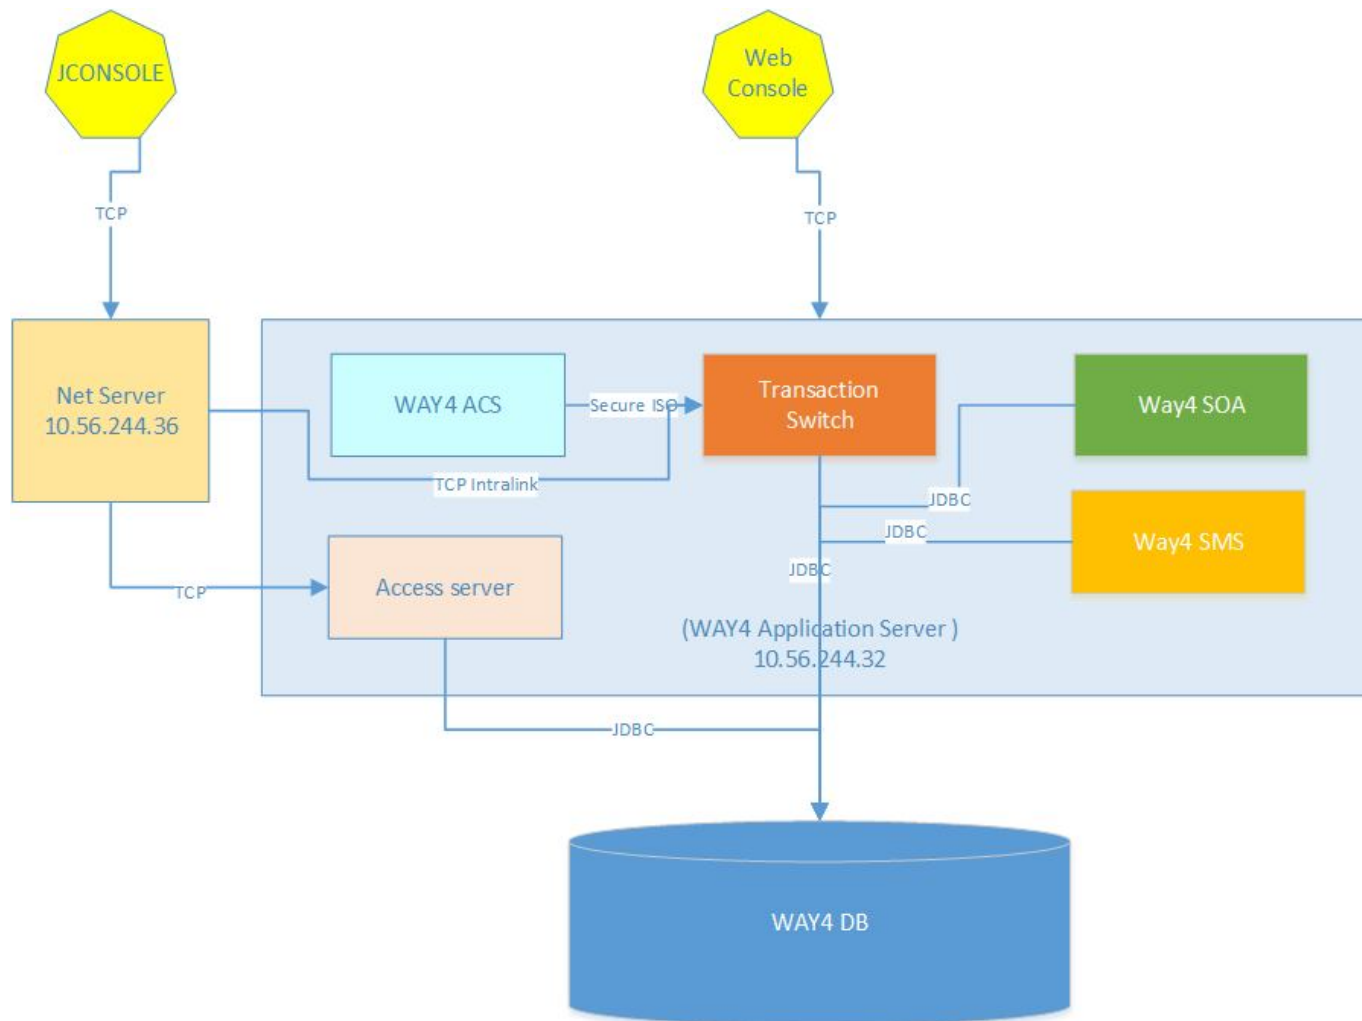 JCONSOLE
Web
Console
TCP
TCP
Net Server
10.56.244.36
WAY4 ACS
Secure ISO
Transaction
Switch
Way4 SOA
TCP Intralink
JDBC
JDBC
Way4 SMS
JDBC
TCP
Access server
(WAY4 Application Server )
10.56.244.32
JDBC
WAY4 DB